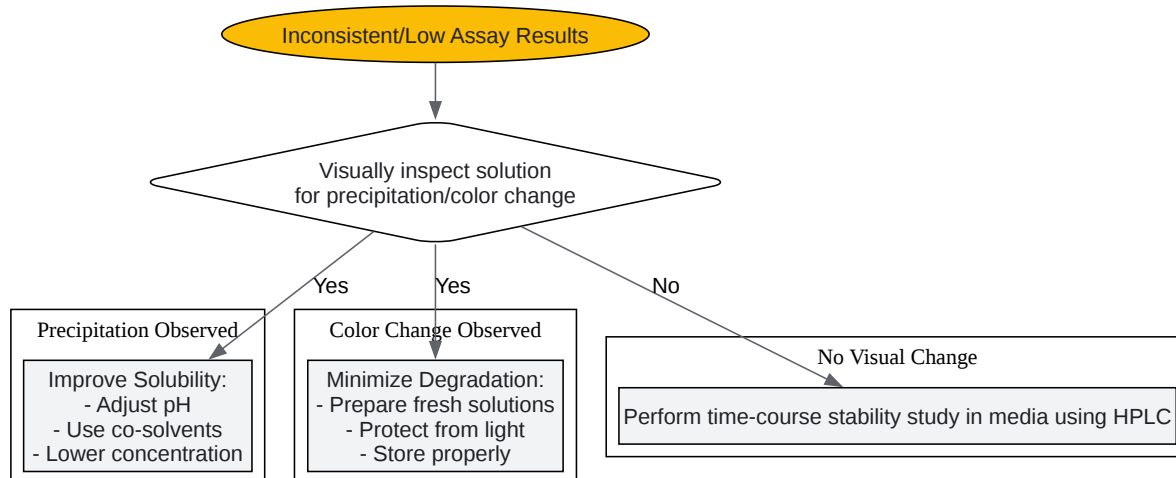 Inconsistent/Low Assay Results
Visually inspect solution
for precipitation/color change
Yes
Yes
No
Precipitation Observed
Improve Solubility:
- Adjust pH
- Use co-solvents
- Lower concentration
Color Change Observed
Minimize Degradation:
- Prepare fresh solutions
- Protect from light
- Store properly
No Visual Change
Perform time-course stability study in media using HPLC